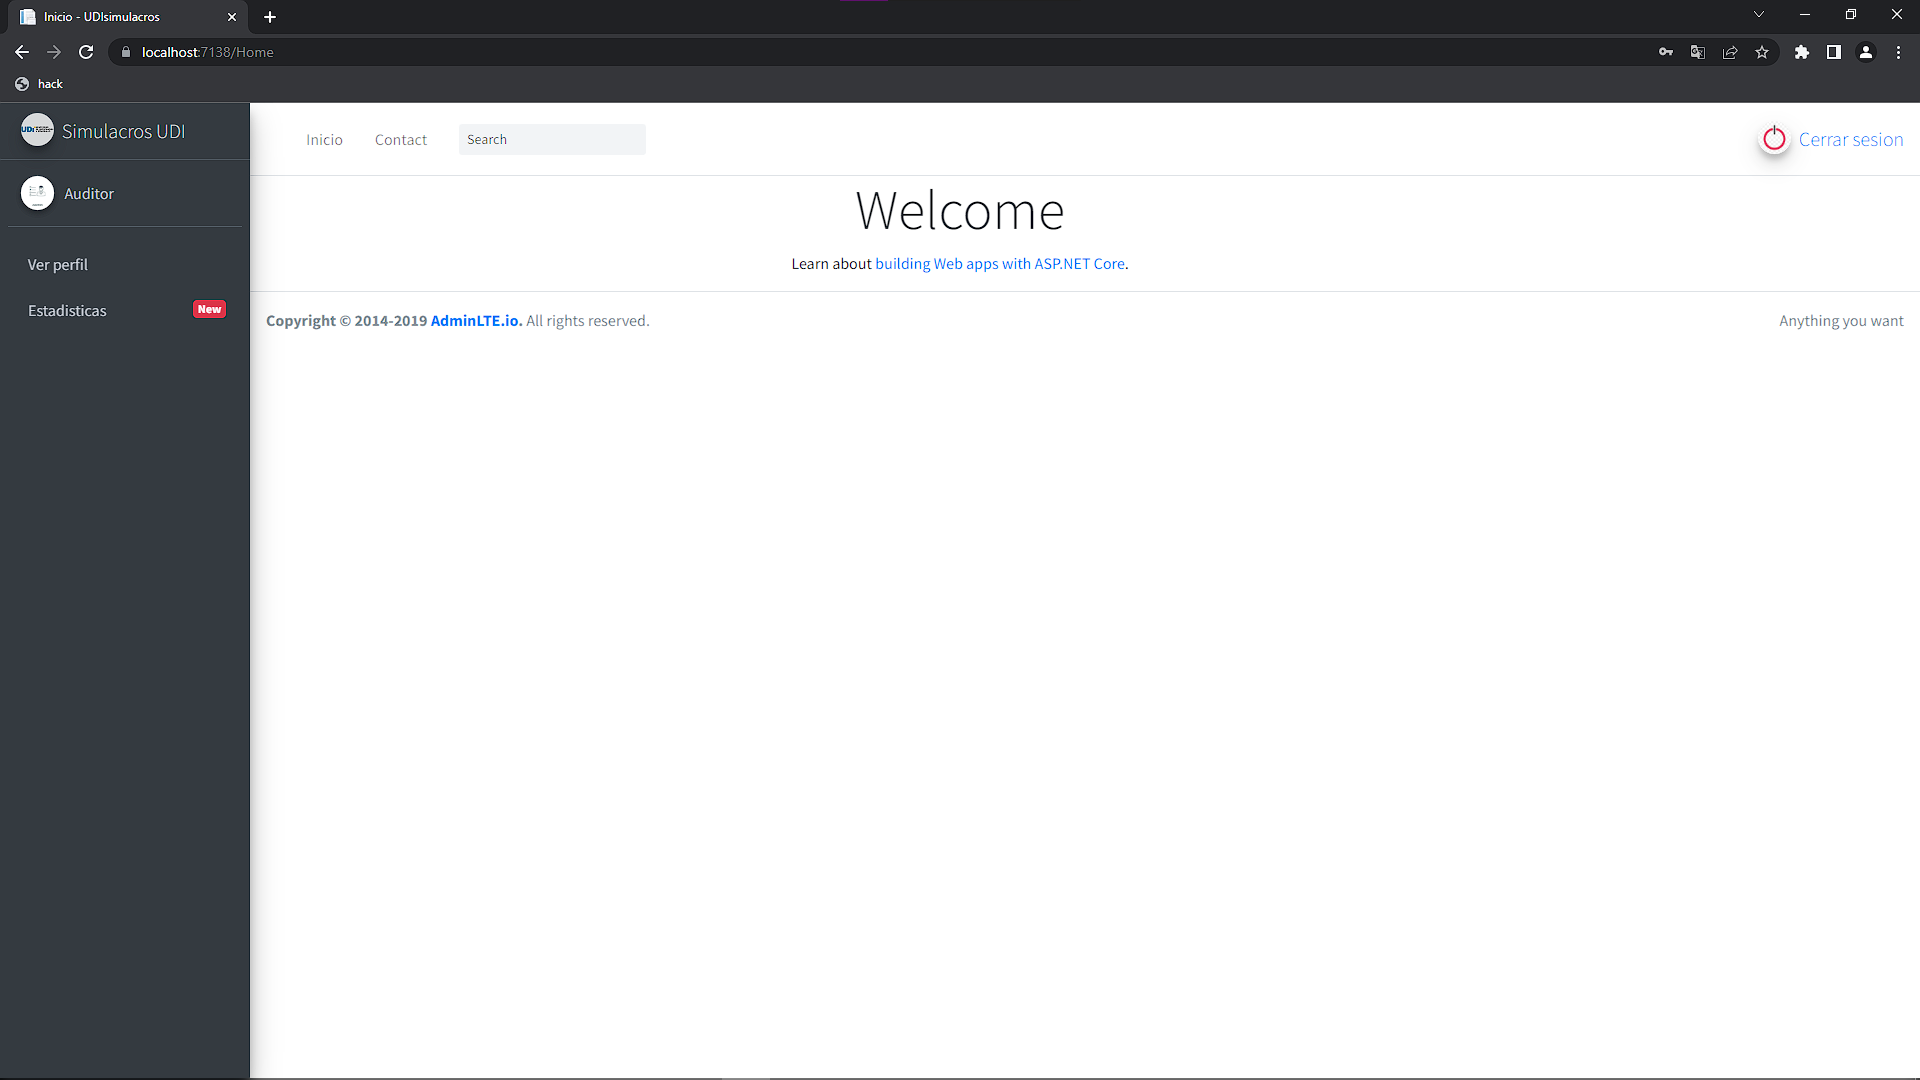 Inicio - UDIsimulacros
localhost:7138/Home
hack
Simulacros UDI
Auditor
Ver perfil
Estadisticas New
Inicio Contact Search
Cerrar sesion
Welcome
Learn about building Web apps with ASP.NET Core.
Copyright © 2014-2019 AdminLTE.io. All rights reserved.
Anything you want